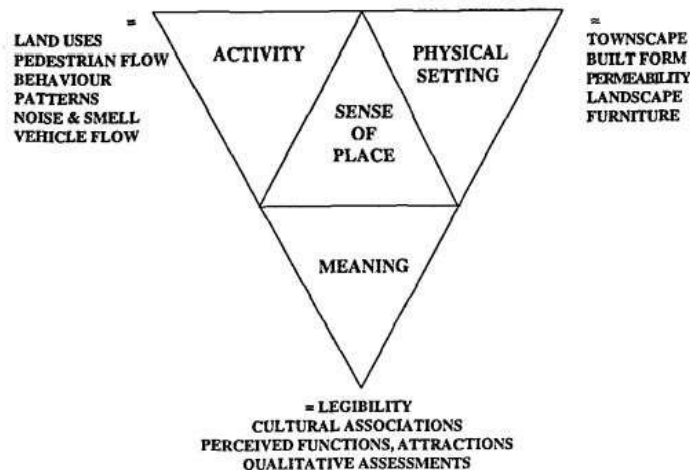 =
LAND USES
PEDESTRIAN FLOW
BEHAVIOUR
PATTERNS
NOISE & SMELL
VEHICLE FLOW
ACTIVITY
PHYSICAL
SETTING
=
TOWNSCAPE
BUILT FORM
PERMEABILITY
LANDSCAPE
FURNITURE
SENSE
OF
PLACE
MEANING
= LEGIBILITY
CULTURAL ASSOCIATIONS
PERCEIVED FUNCTIONS, ATTRACTIONS
QUALITATIVE ASSESSMENTS